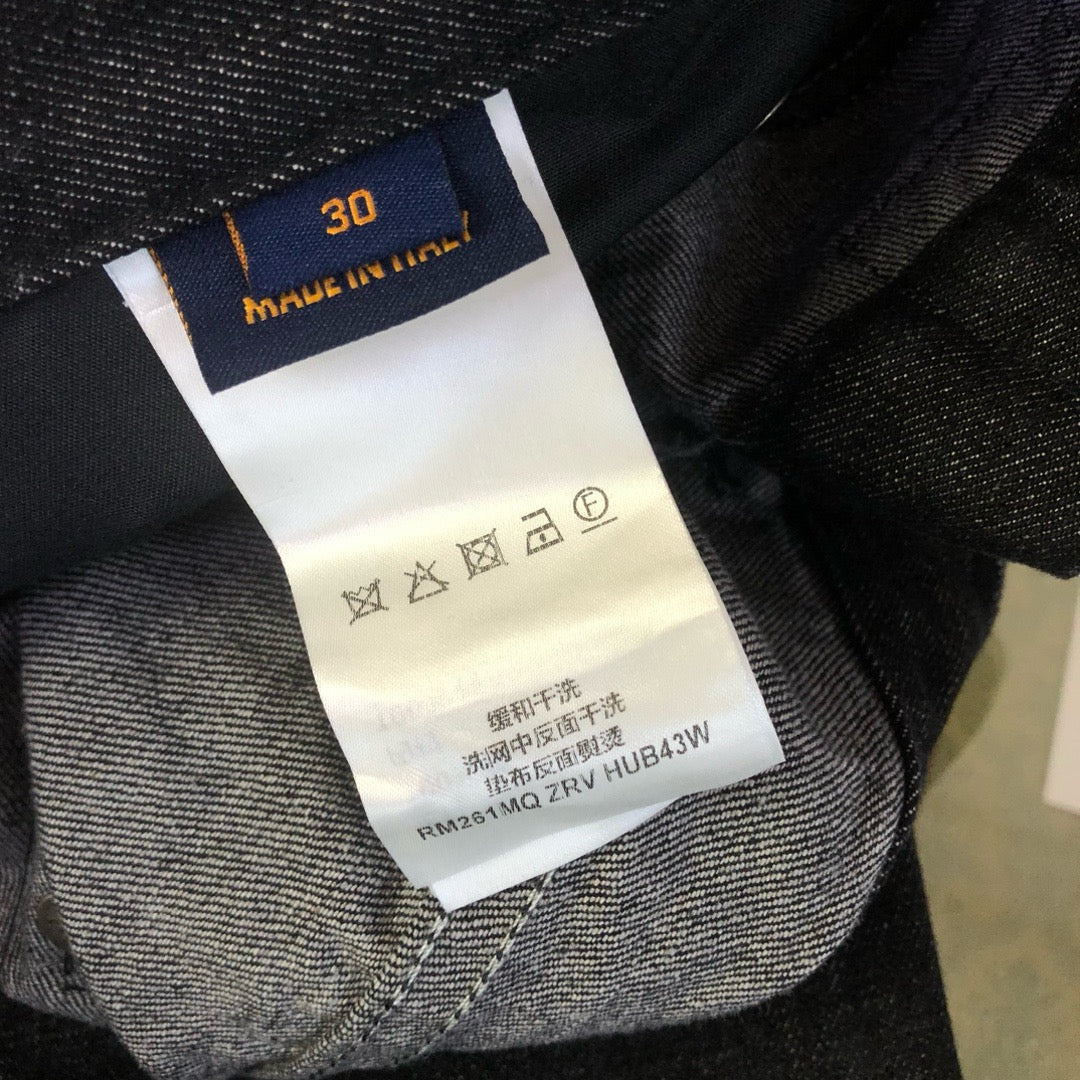 30
MADE IN ITALY
F
缓和干洗
洗网中反面干洗
垫布反面熨烫
RM261MQ ZRV HUB43W